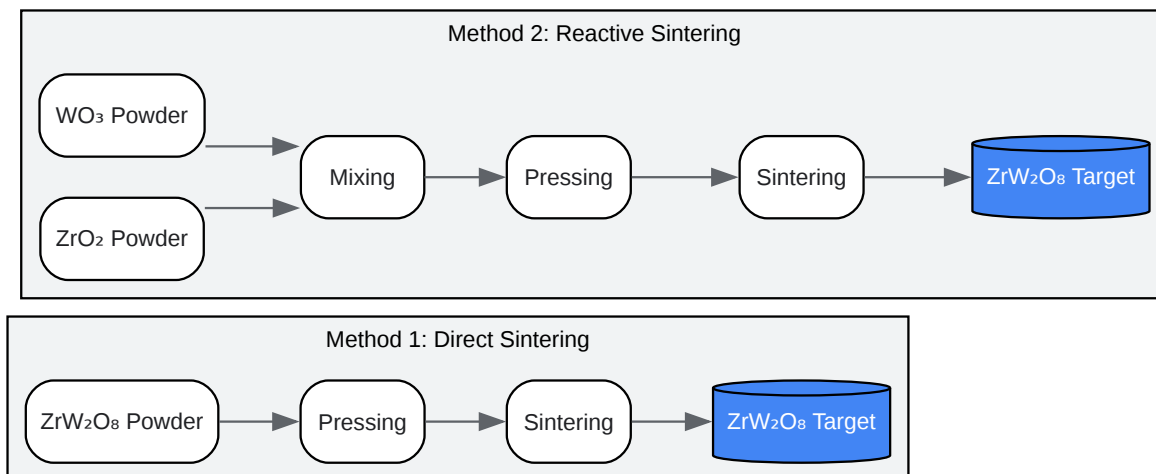 Method 2: Reactive Sintering
WO₃ Powder
ZrO₂ Powder
Mixing
Pressing
Sintering
ZrW₂O₈ Target
Method 1: Direct Sintering
ZrW₂O₈ Powder
Pressing
Sintering
ZrW₂O₈ Target